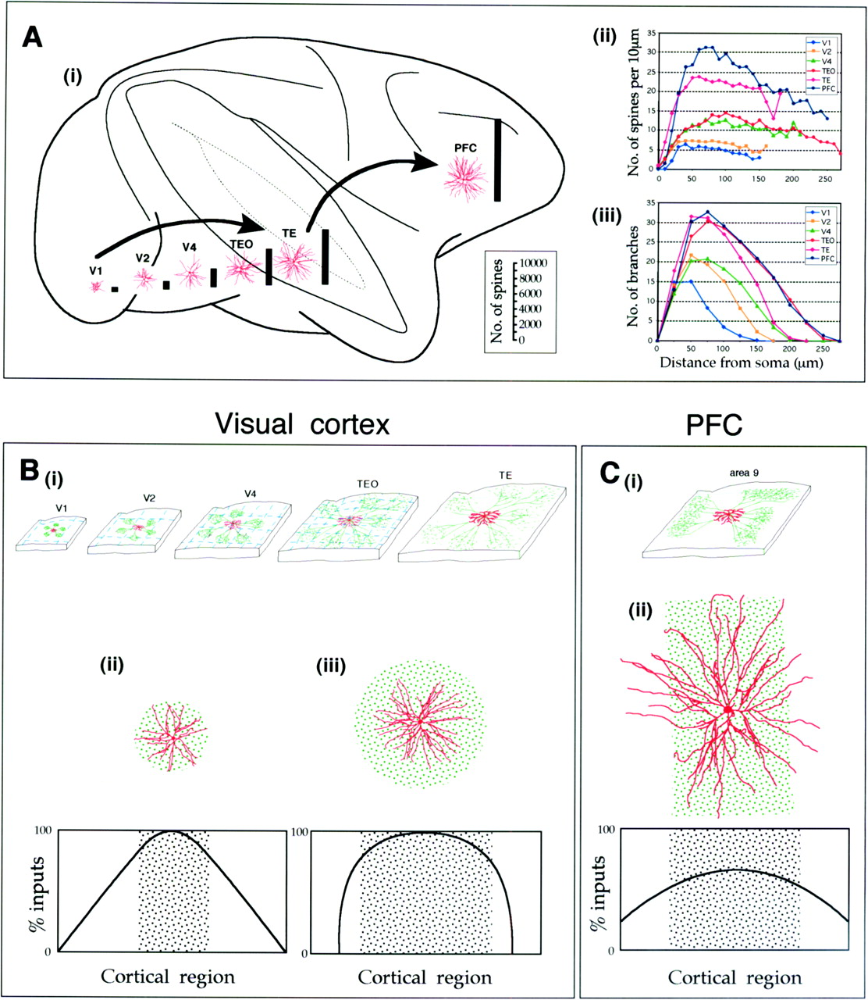 A
(i)
V1
V2
V4
TEO
TE
PFC
No. of spines
10000
8000
6000
4000
2000
0
(ii)
No. of spines per 10µm
35
30
25
20
15
10
5
0
0 50 100 150 200 250
V1
V2
V4
TEO
TE
PFC
(iii)
No. of branches
35
30
25
20
15
10
5
0
0 50 100 150 200 250
V1
V2
V4
TEO
TE
PFC
Distance from soma (µm)
Visual cortex
PFC
B
(i)
V1
V2
V4
TEO
TE
(ii)
(iii)
100
% inputs
0
Cortical region
100
0
Cortical region
C
(i)
area 9
(ii)
100
% inputs
0
Cortical region